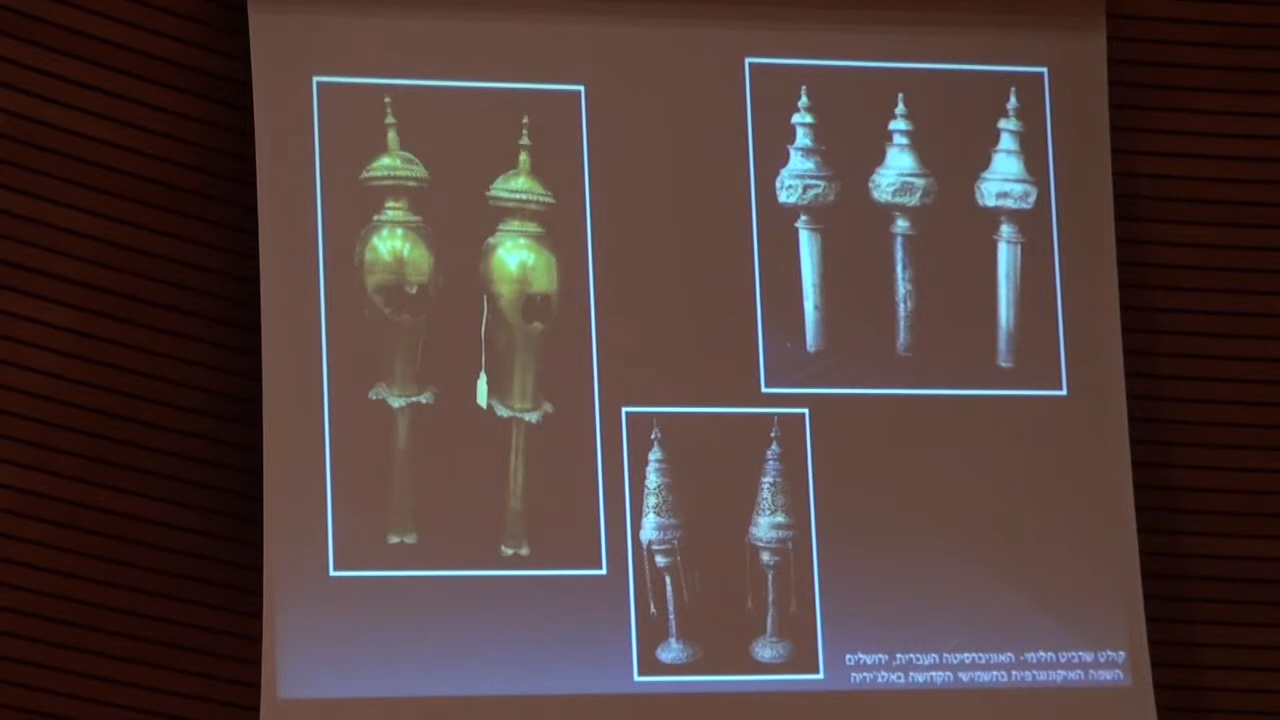 קולט שרביט חלימי- האוניברסיטה העברית, ירושלים
השפה האיקונוגרפית בתשמישי הקדושה באלג'יריה